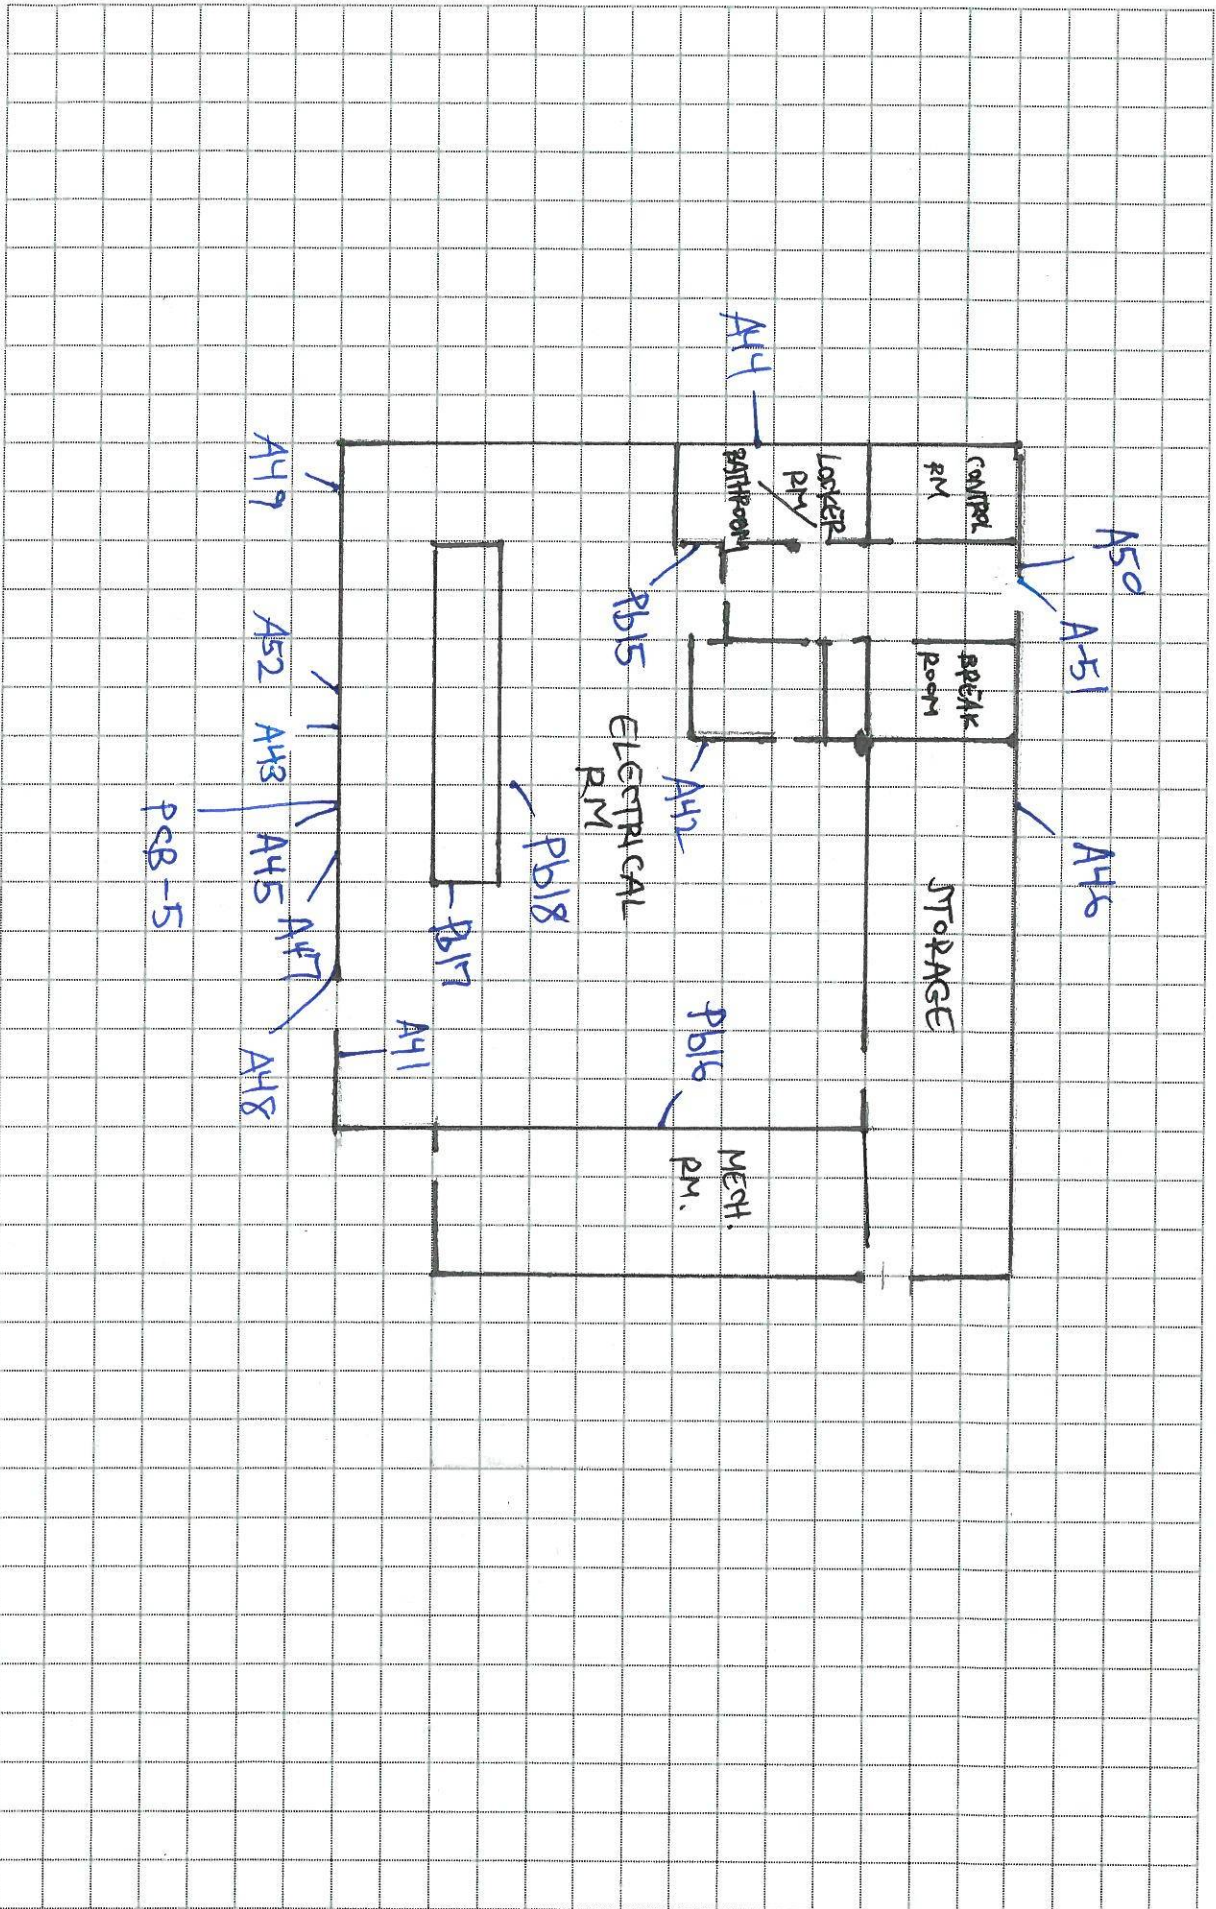 A50
A-51
A46
CONTROL
RM
BREAK
ROOM
STORAGE
LOCKER
RM/
BATHROOM
A44
Pb15
A42
Pb16
MECH.
RM.
ELECTRICAL
RM
Pb18
Pb17
A41
A49
A52
A43
A45
A47
A48
PCB-5